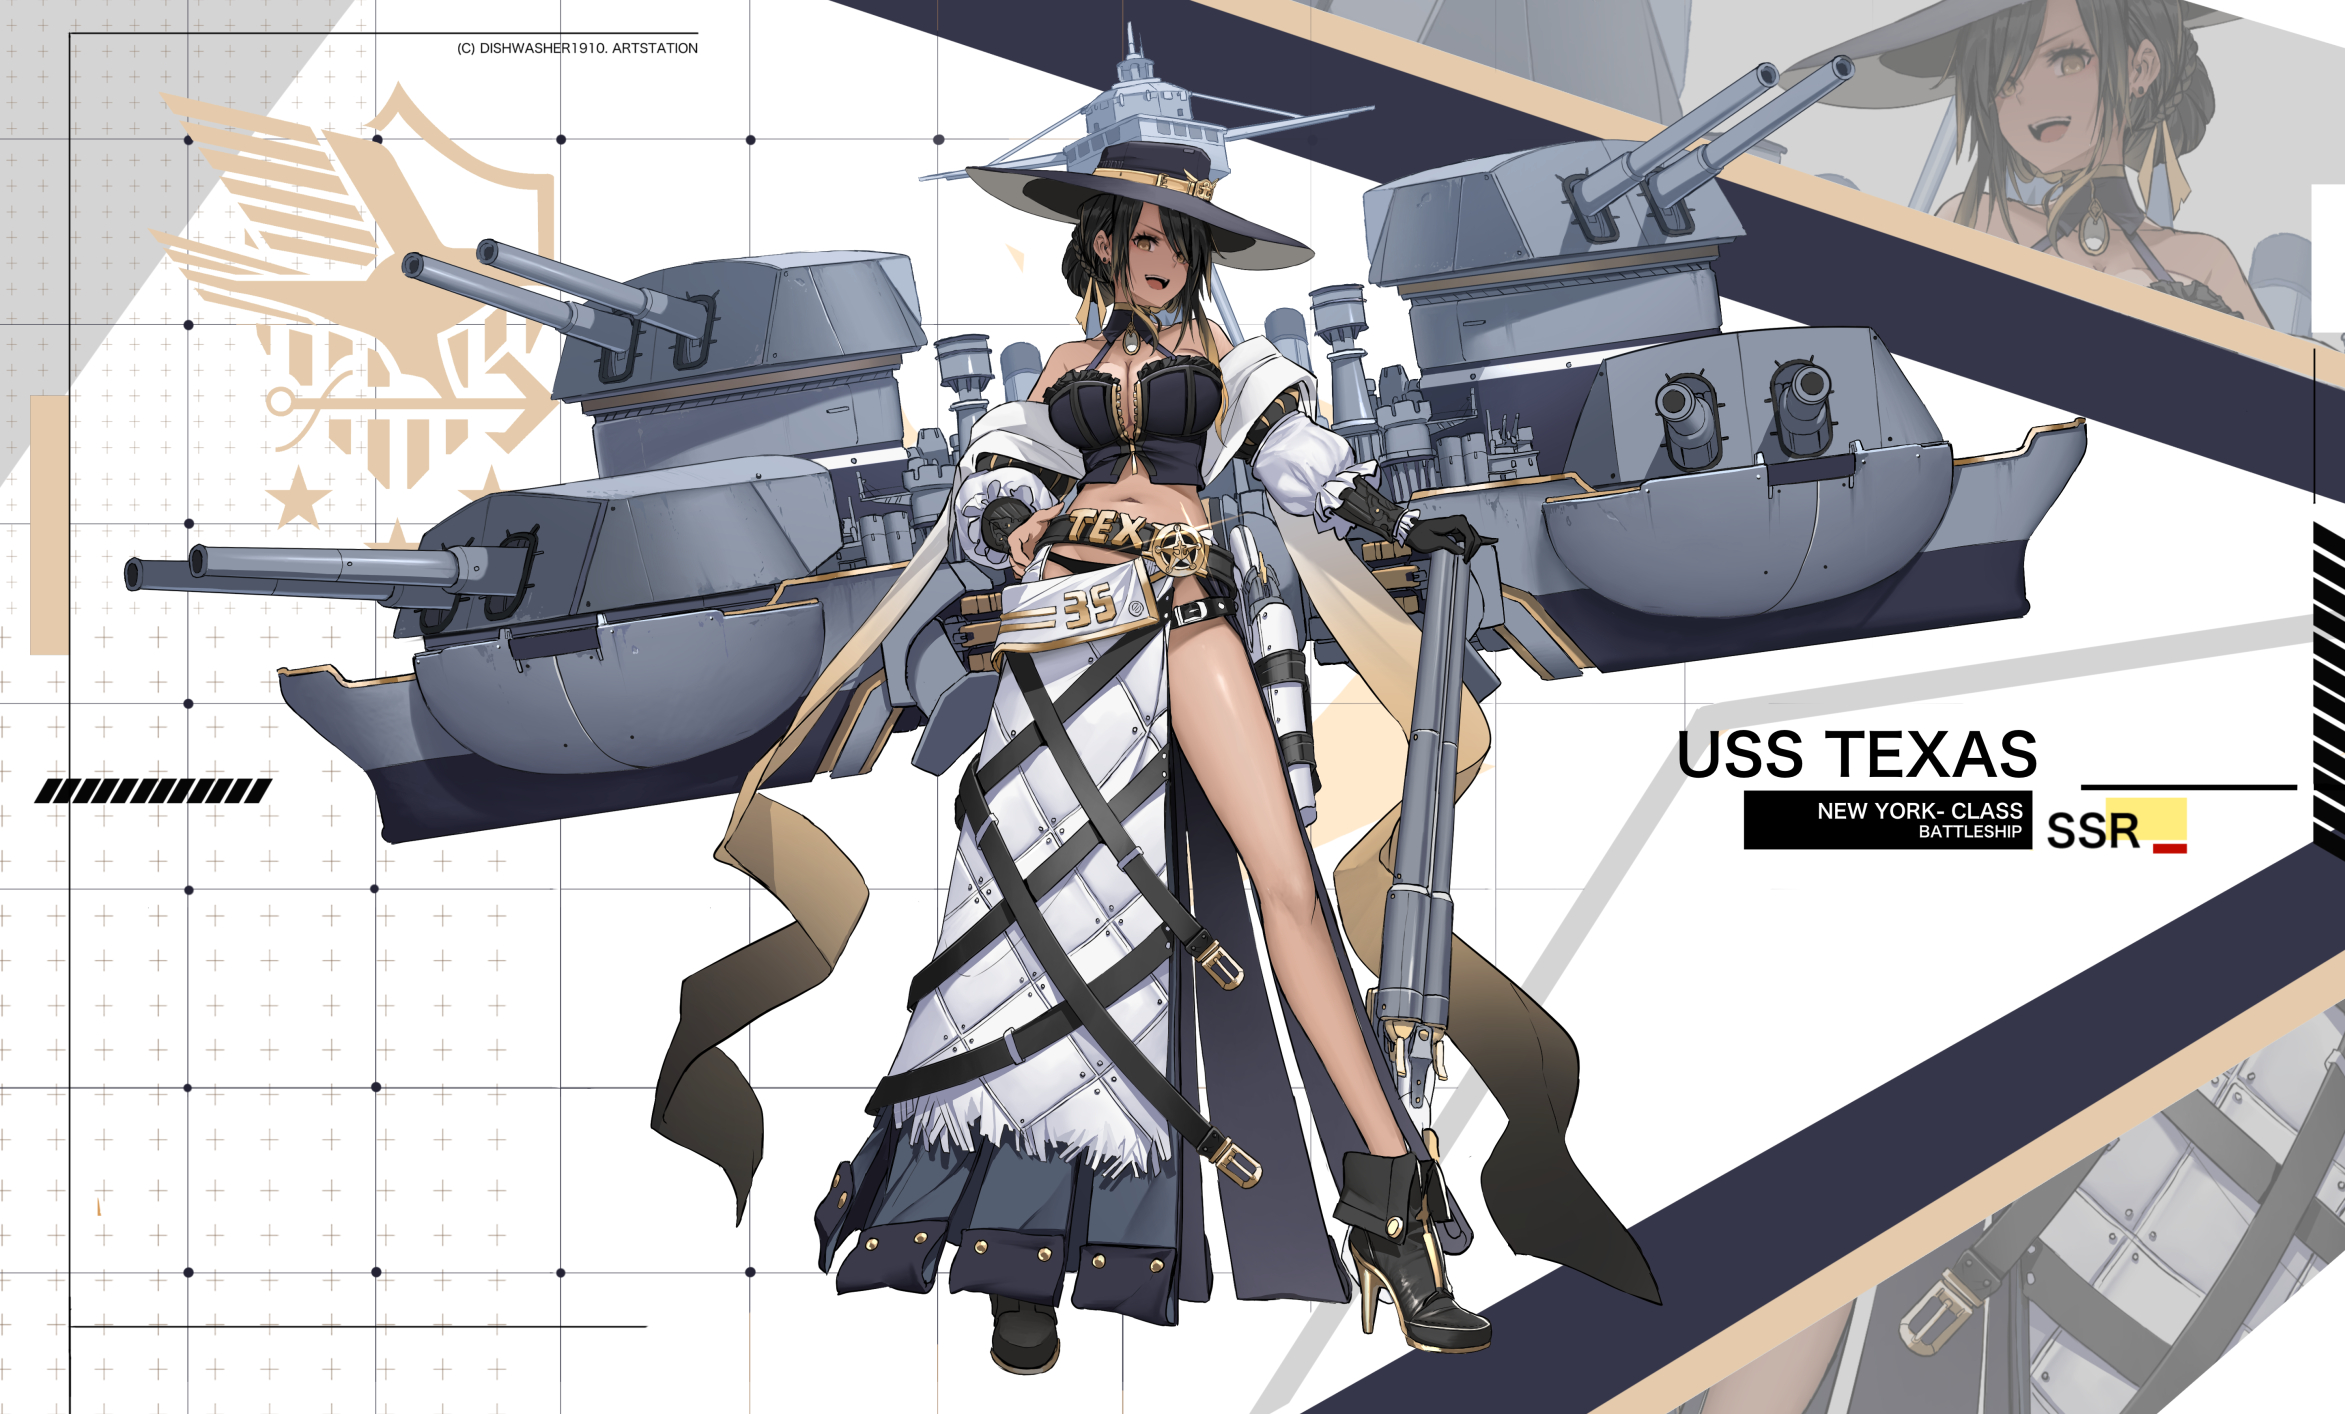 (C) DISHWASHER1910. ARTSTATION
TEX
35
USS TEXAS
NEW YORK- CLASS
BATTLESHIP
SSR